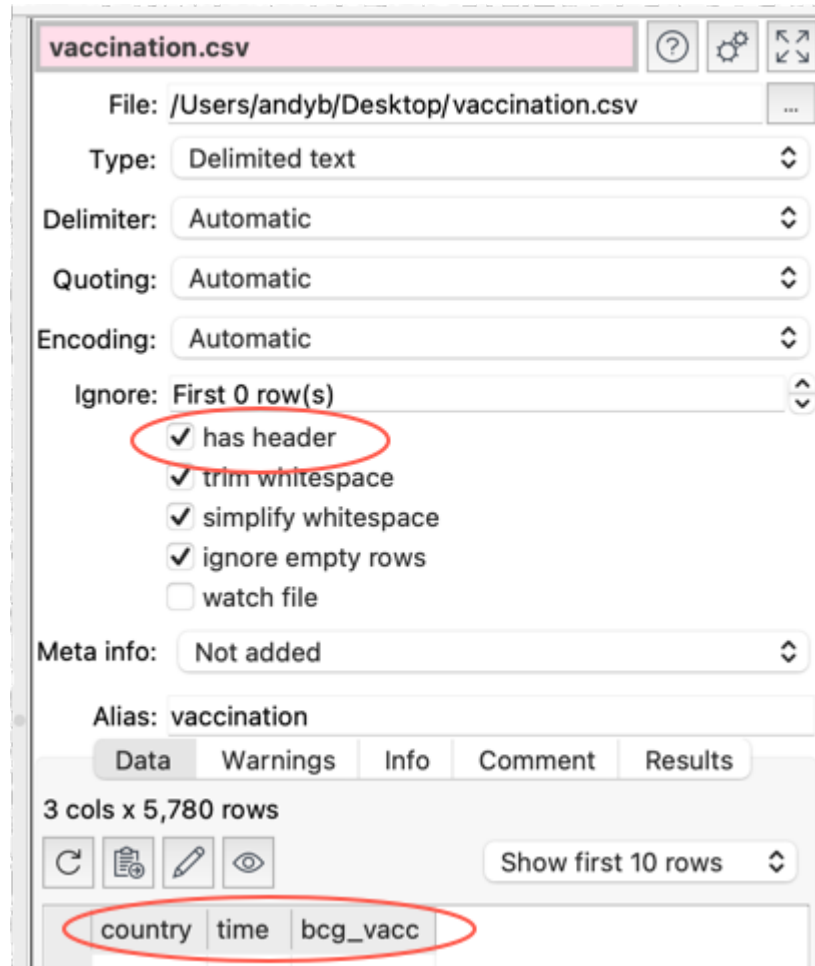 vaccination.csv
File: /Users/andyb/Desktop/vaccination.csv ...
Type: Delimited text
Delimiter: Automatic
Quoting: Automatic
Encoding: Automatic
Ignore: First 0 row(s)
has header
trim whitespace
simplify whitespace
ignore empty rows
watch file
Meta info: Not added
Alias: vaccination
Data Warnings Info Comment Results
3 cols x 5,780 rows
Show first 10 rows
country time bcg_vacc